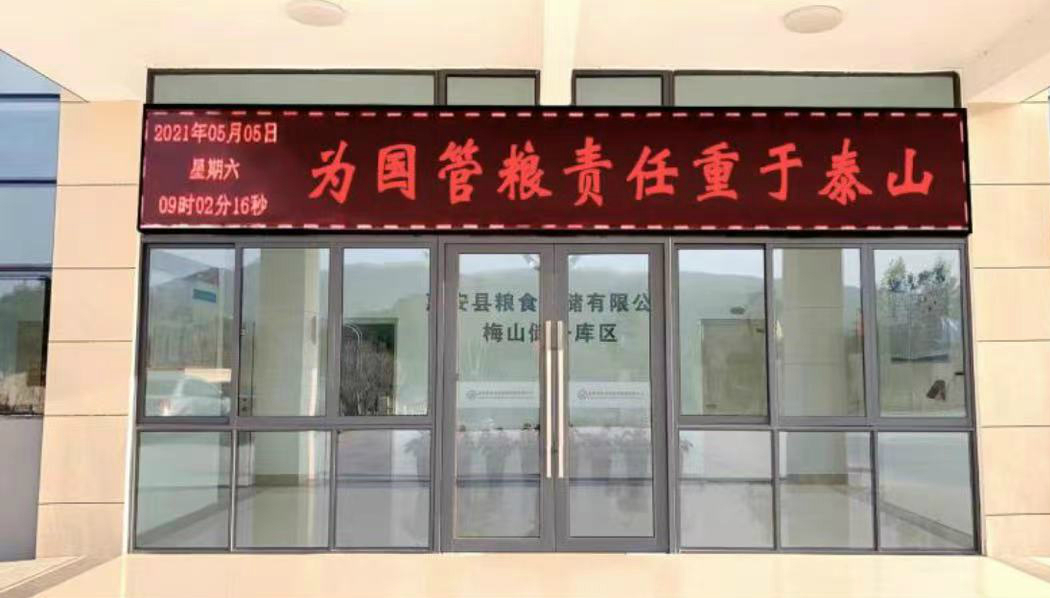 2021年05月05日
星期六
09时02分16秒
为国管粮责任重于泰山
安县粮食 储有限公
梅山储 库区